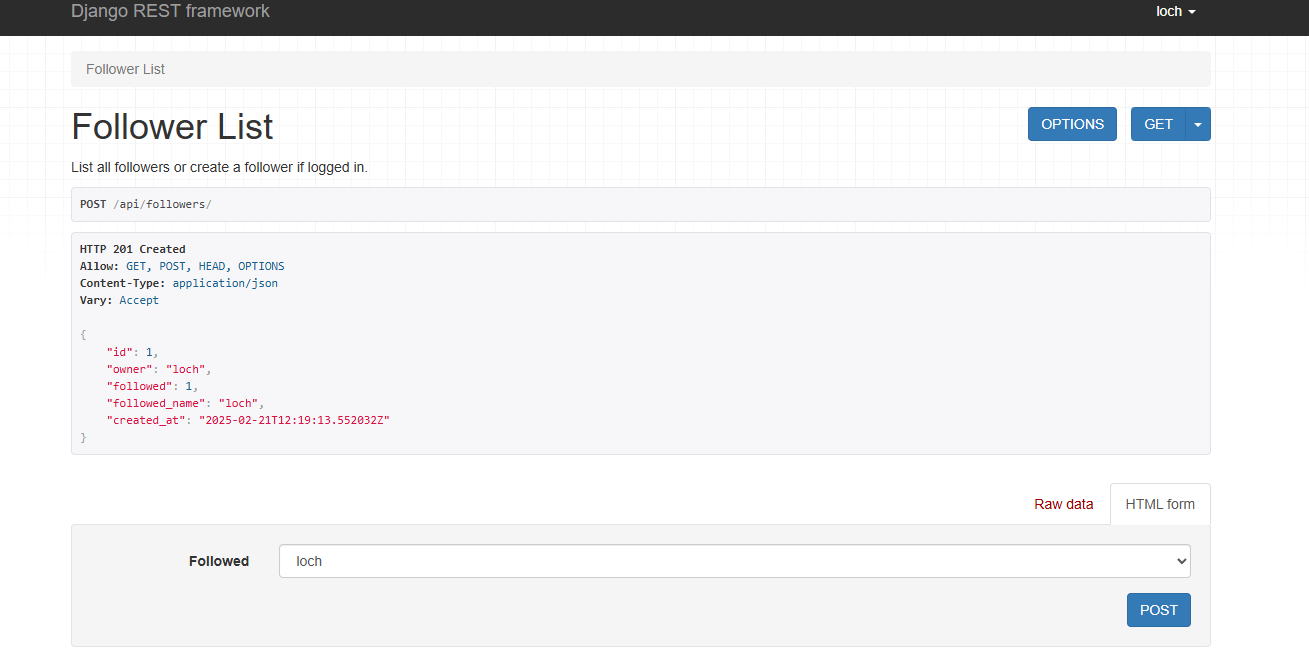 Django REST framework
loch
Follower List
Follower List
OPTIONS
GET
List all followers or create a follower if logged in.
POST /api/followers/
HTTP 201 Created
Allow: GET, POST, HEAD, OPTIONS
Content-Type: application/json
Vary: Accept
{
    "id": 1,
    "owner": "loch",
    "followed": 1,
    "followed_name": "loch",
    "created_at": "2025-02-21T12:19:13.552032Z"
}
Raw data
HTML form
Followed
loch
POST